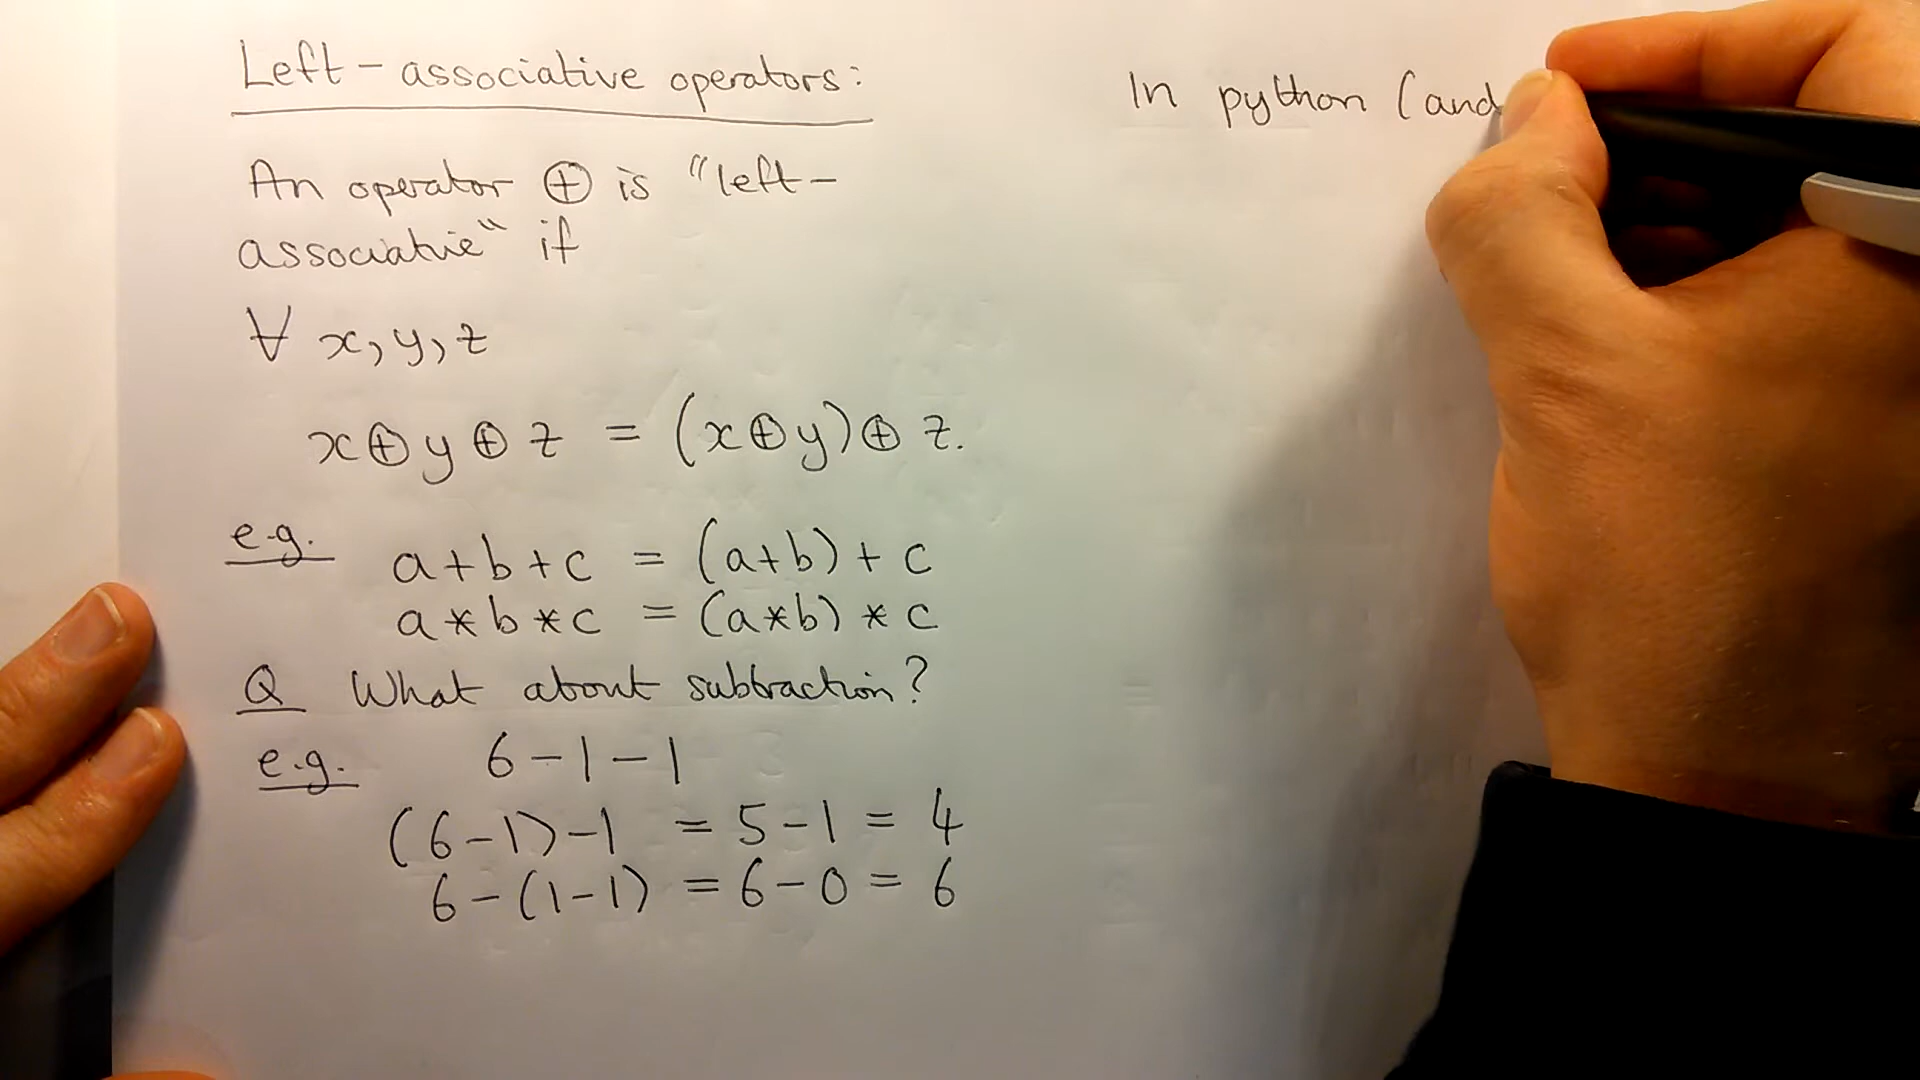 Left-associative operators:
An operator ⊕ is "left-
associative" if
∀ x, y, z
x ⊕ y ⊕ z = (x ⊕ y) ⊕ z.
e.g. a + b + c = (a + b) + c
a * b * c = (a * b) * c
Q What about subtraction?
e.g. 6 - 1 - 1
(6 - 1) - 1 = 5 - 1 = 4
6 - (1 - 1) = 6 - 0 = 6
In python (and